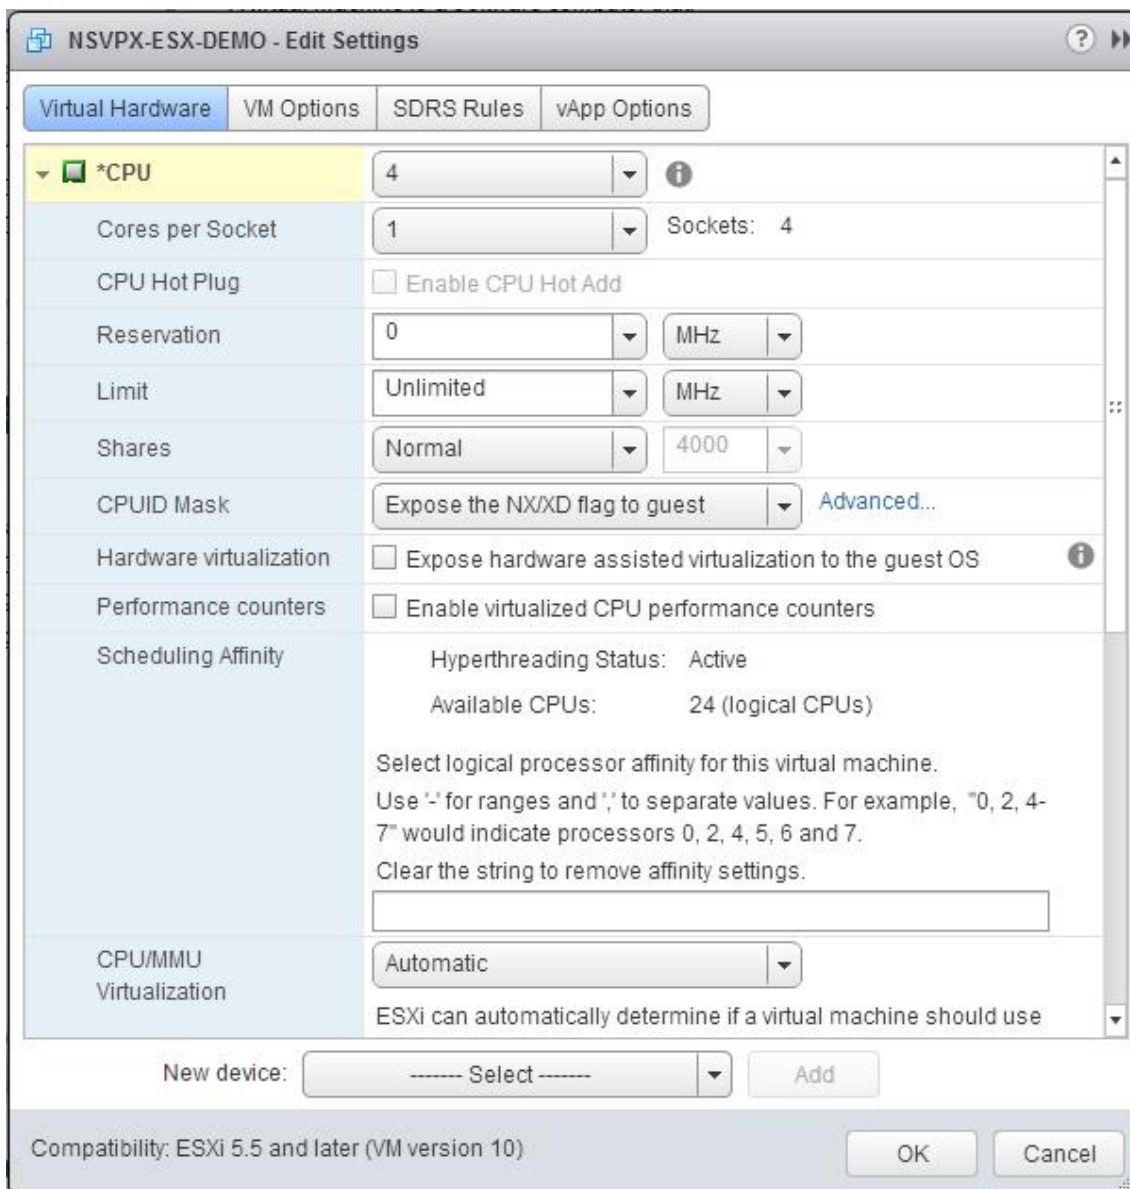 NSVPX-ESX-DEMO - Edit Settings
Virtual Hardware VM Options SDRS Rules vApp Options
*CPU 4
Cores per Socket 1 Sockets: 4
CPU Hot Plug Enable CPU Hot Add
Reservation 0 MHz
Limit Unlimited MHz
Shares Normal 4000
CPUID Mask Expose the NX/XD flag to guest Advanced...
Hardware virtualization Expose hardware assisted virtualization to the guest OS
Performance counters Enable virtualized CPU performance counters
Scheduling Affinity Hyperthreading Status: Active
Available CPUs: 24 (logical CPUs)
Select logical processor affinity for this virtual machine.
Use '-' for ranges and ',' to separate values. For example, "0, 2, 4-
7" would indicate processors 0, 2, 4, 5, 6 and 7.
Clear the string to remove affinity settings.
CPU/MMU
Virtualization
Automatic
ESXi can automatically determine if a virtual machine should use
New device: ------- Select ------- Add
Compatibility: ESXi 5.5 and later (VM version 10) OK Cancel